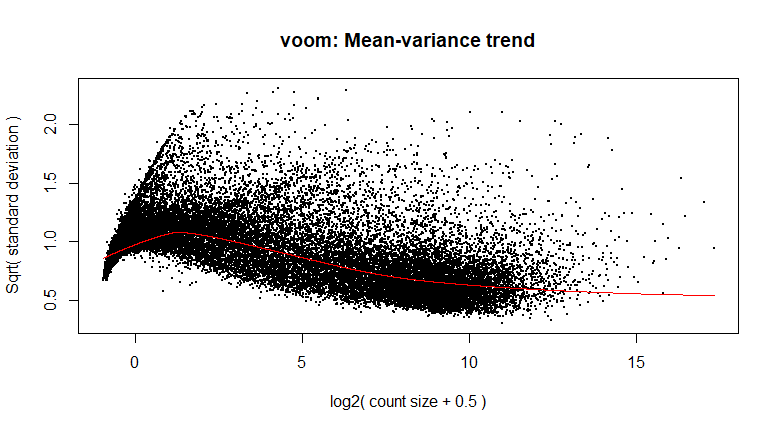 voom: Mean-variance trend
Sqrt( standard deviation )
2.0
1.5
1.0
0.5
0 5 10 15
log2( count size + 0.5 )